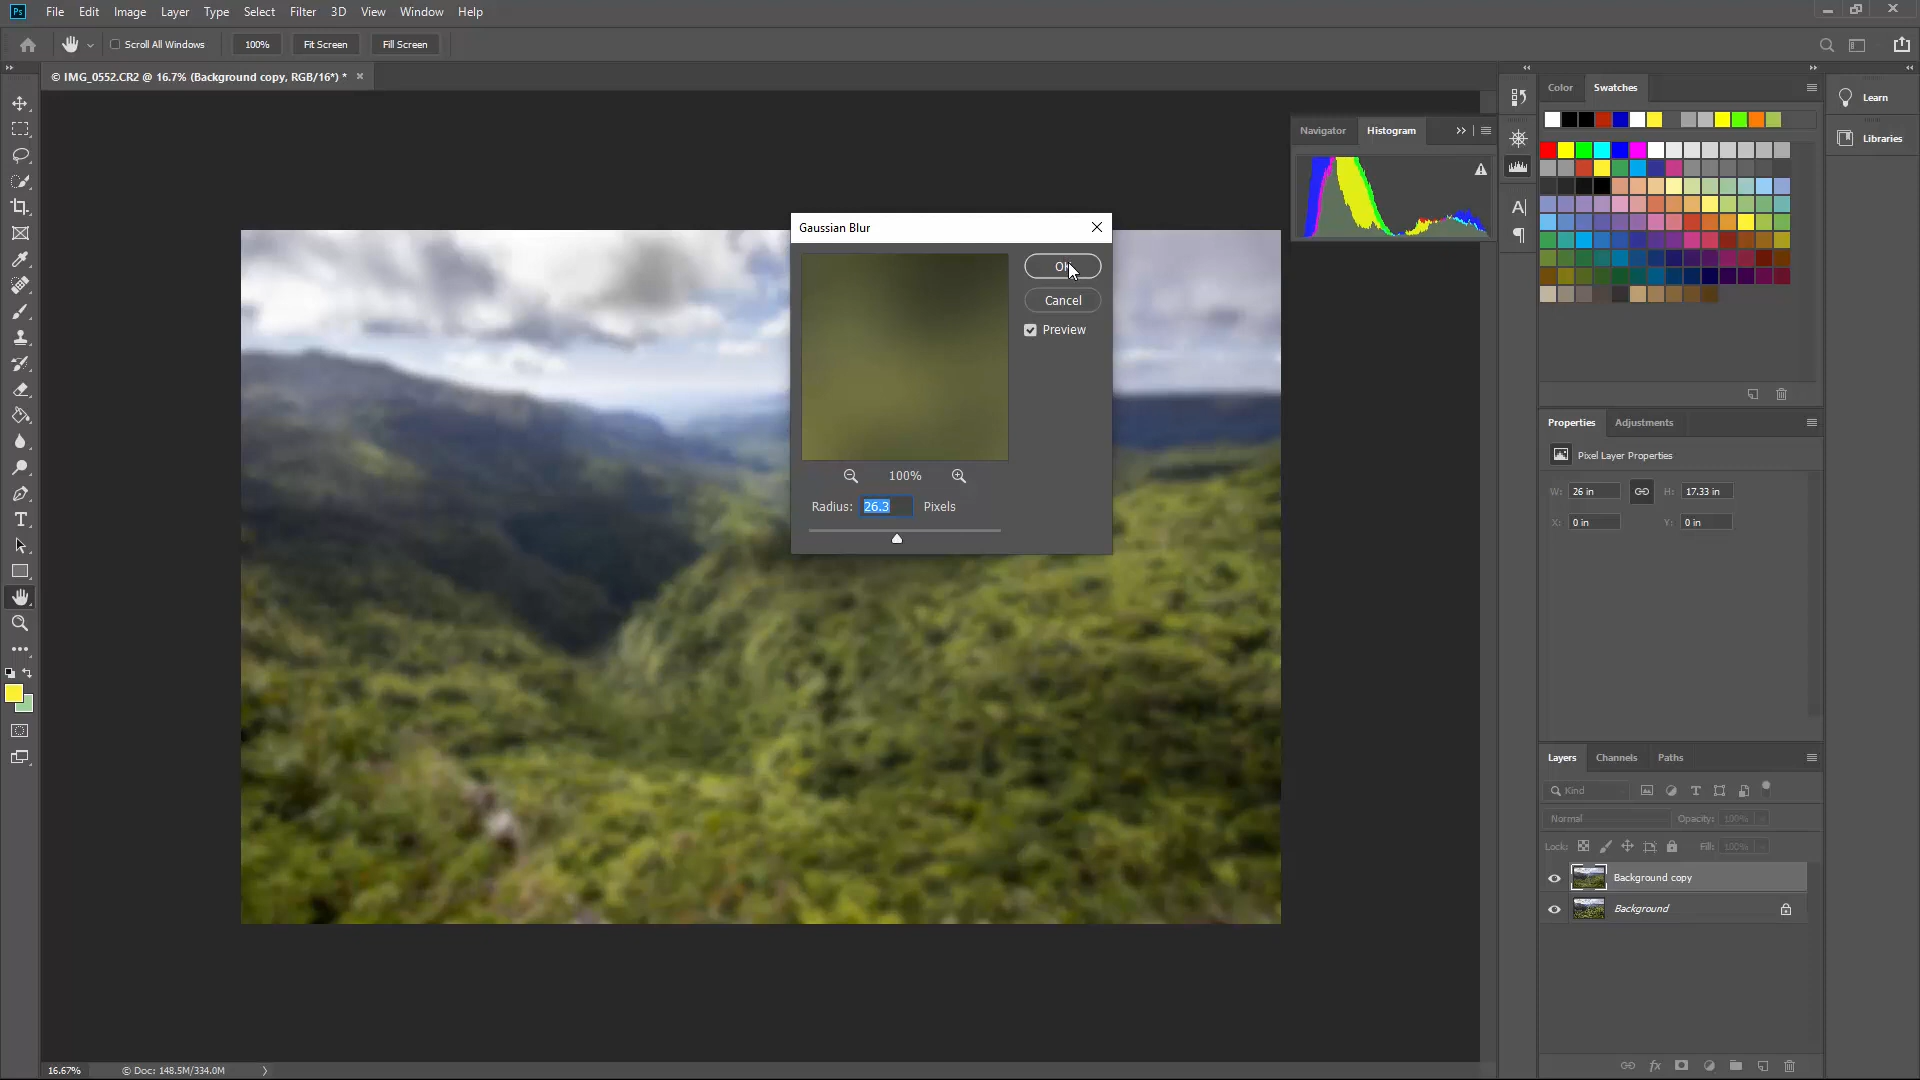 Ps File Edit Image Layer Type Select Filter 3D View Window Help
Scroll All Windows 100% Fit Screen Fill Screen
© IMG_0552.CR2 @ 16.7% (Background copy, RGB/16*) * ×
Color Swatches
Learn
Libraries
Navigator Histogram
Gaussian Blur
OK
Cancel
Preview
100%
Radius: 26.3 Pixels
Properties Adjustments
Pixel Layer Properties
W: 26 in H: 17.33 in
X: 0 in Y: 0 in
Layers Channels Paths
Kind
Normal Opacity: 100%
Lock: Fill: 100%
Background copy
Background
16.67% © Doc: 148.5M/334.0M